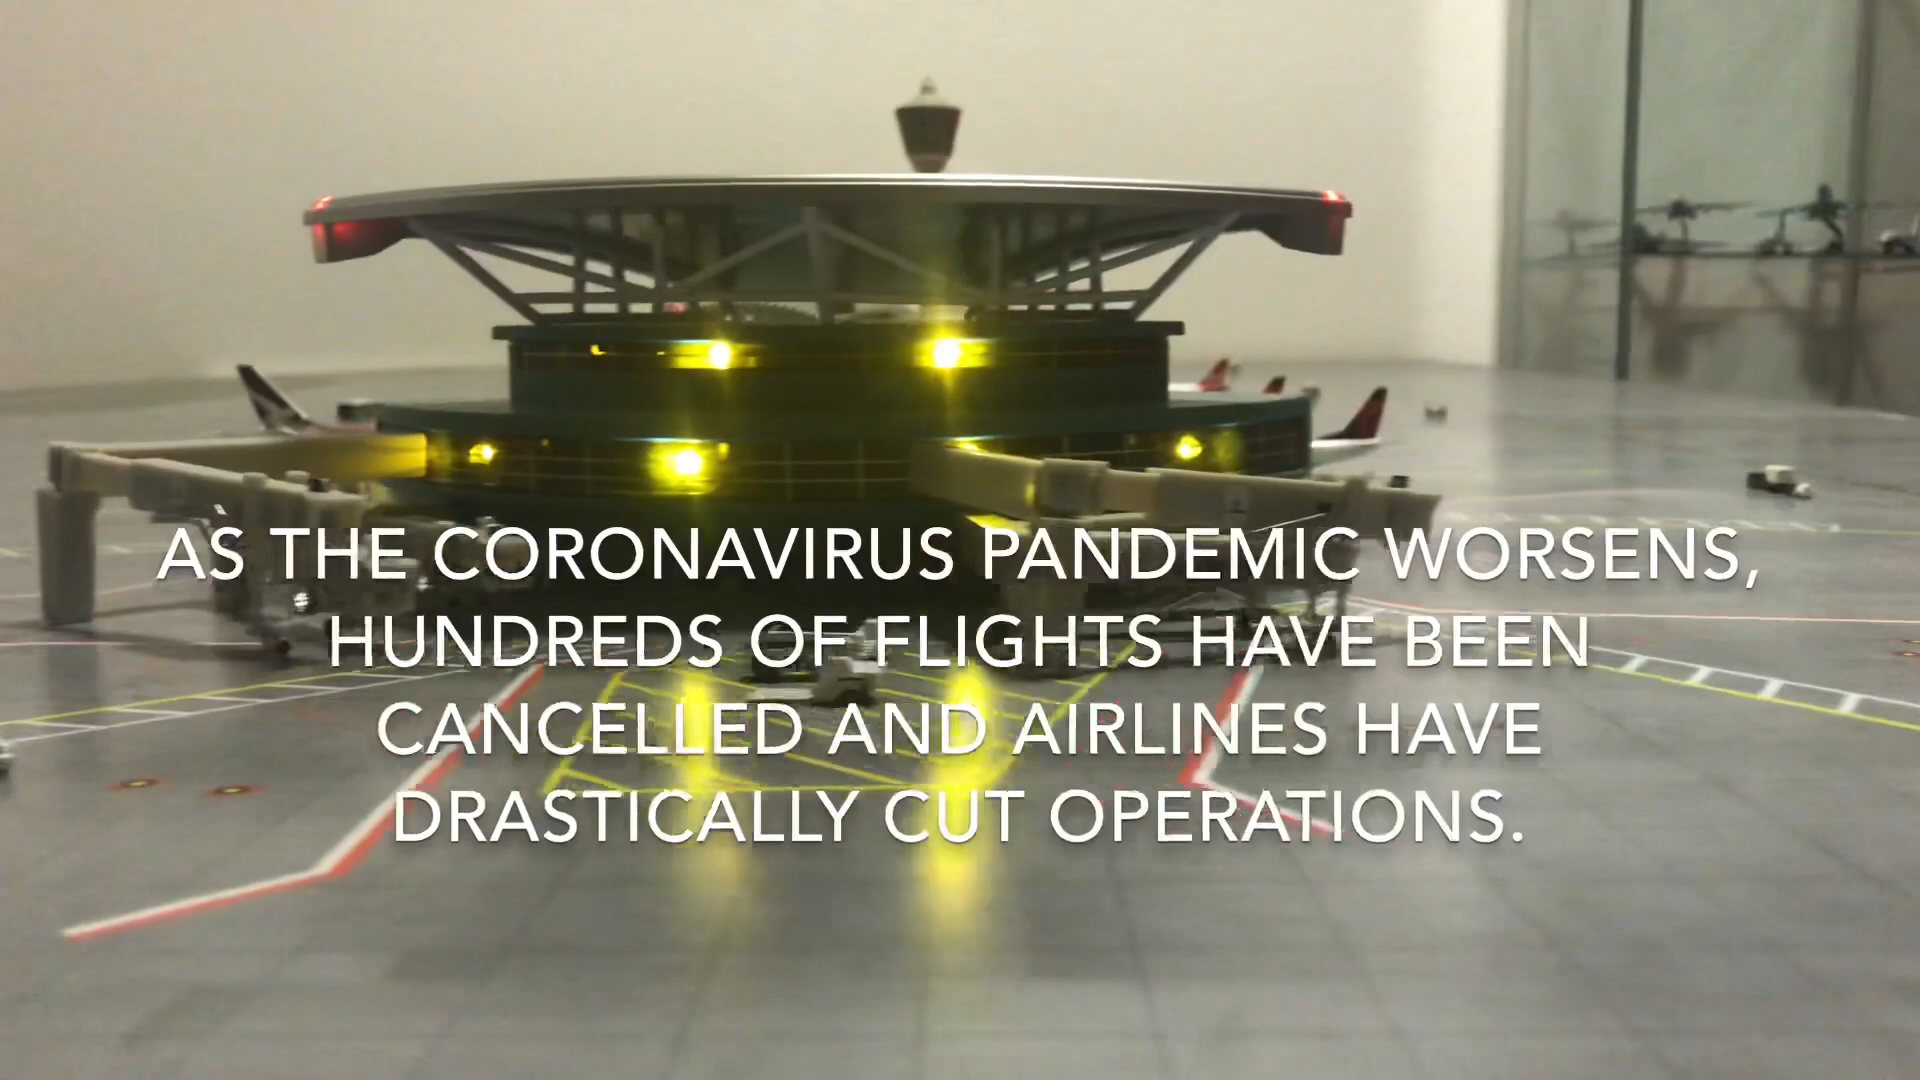 AS THE CORONAVIRUS PANDEMIC WORSENS,
HUNDREDS OF FLIGHTS HAVE BEEN
CANCELLED AND AIRLINES HAVE
DRASTICALLY CUT OPERATIONS.